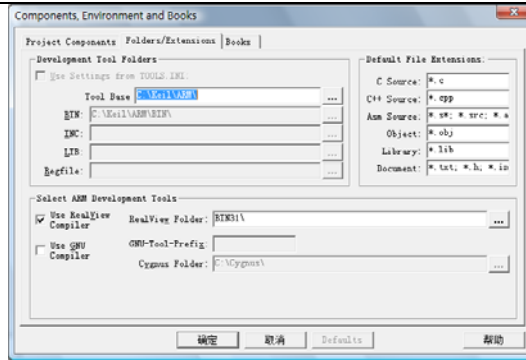 Components, Environment and Books
Project Components Folders/Extensions Books
Development Tool Folders
Use Settings from TOOLS.INI:
Tool Base C:\Keil\ARM\ ...
BIN: C:\Keil\ARM\BIN\ ...
INC: ...
LIB: ...
Regfile: ...
Default File Extensions:
C Source: *.c
C++ Source: *.cpp
Asm Source: *.s*; *.src; *.a
Object: *.obj
Library: *.lib
Document: *.txt; *.h; *.in
Select ARM Development Tools
Use RealView Compiler RealView Folder: BIN31\ ...
Use GNU Compiler GNU-Tool-Prefix:
Cygnus Folder: C:\Cygnus\ ...
确定 取消 Defaults 帮助